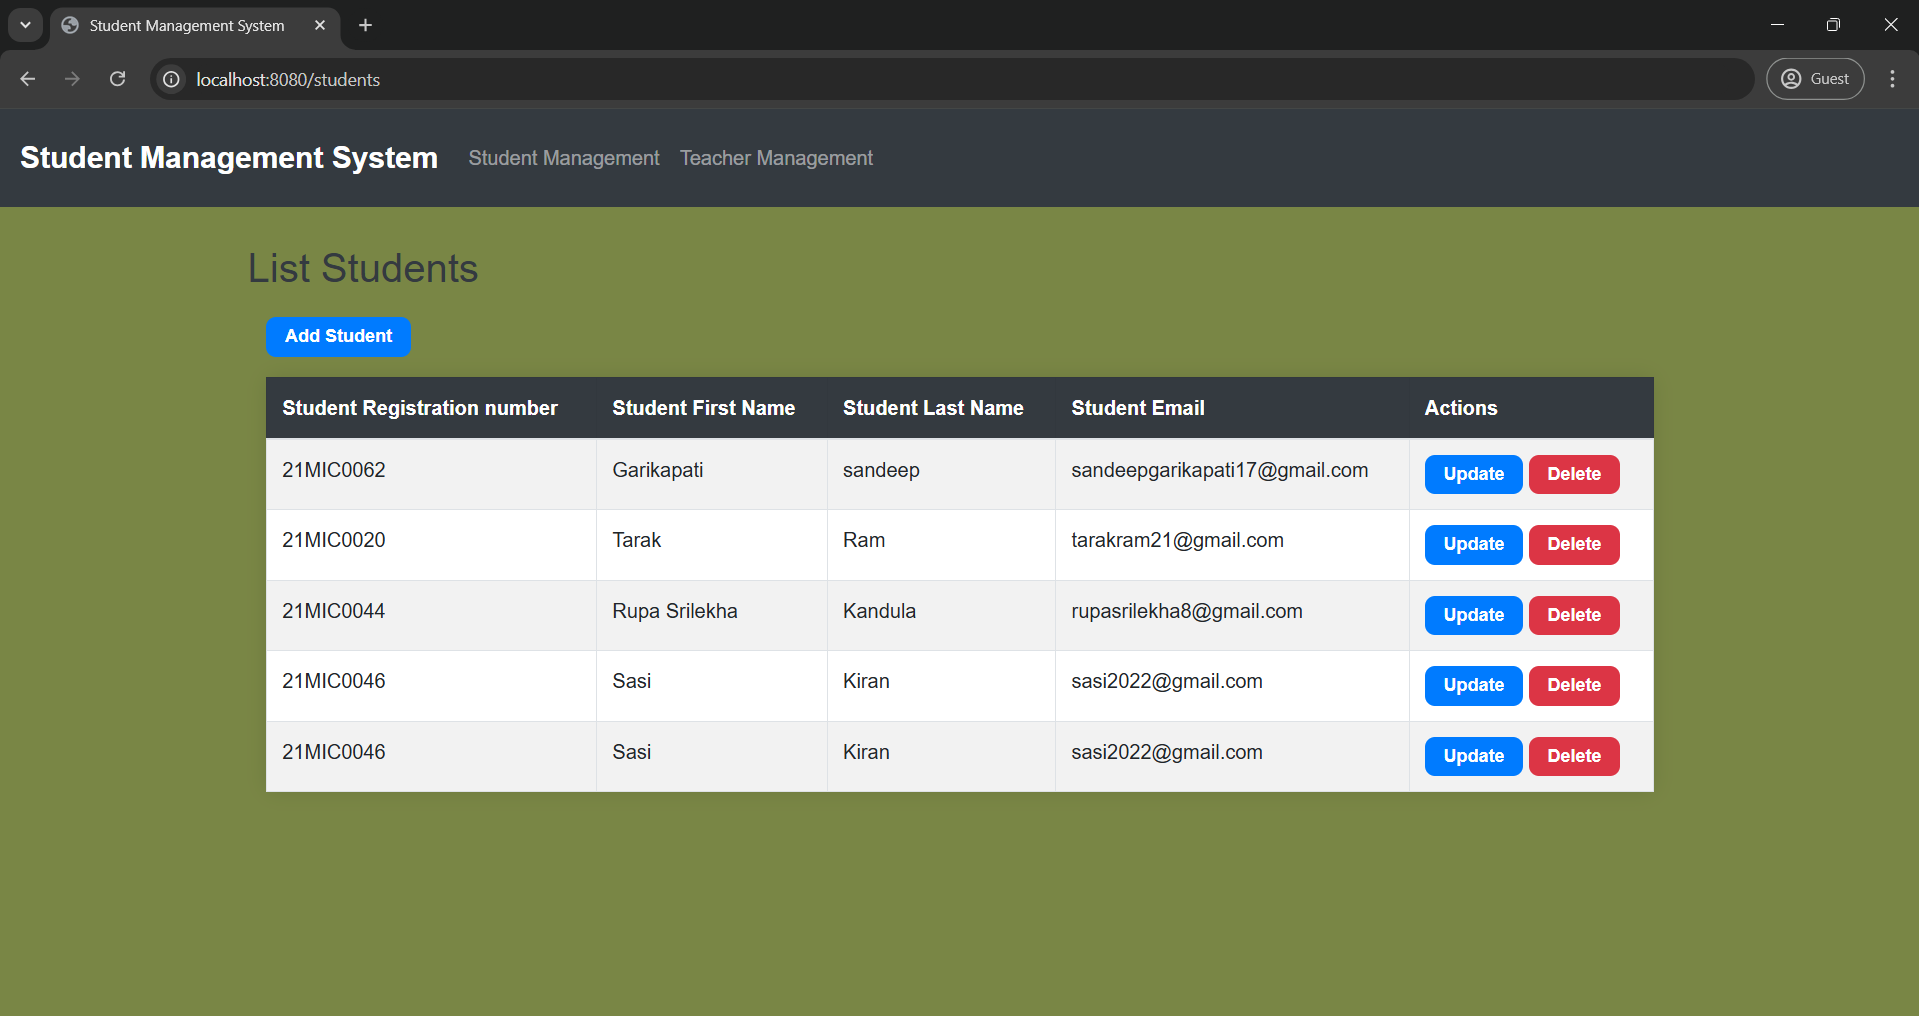 Student Management System
localhost:8080/students
Guest
Student Management System Student Management Teacher Management
List Students
Add Student
Student Registration number Student First Name Student Last Name Student Email Actions
21MIC0062 Garikapati sandeep sandeepgarikapati17@gmail.com Update Delete
21MIC0020 Tarak Ram tarakram21@gmail.com Update Delete
21MIC0044 Rupa Srilekha Kandula rupasrilekha8@gmail.com Update Delete
21MIC0046 Sasi Kiran sasi2022@gmail.com Update Delete
21MIC0046 Sasi Kiran sasi2022@gmail.com Update Delete